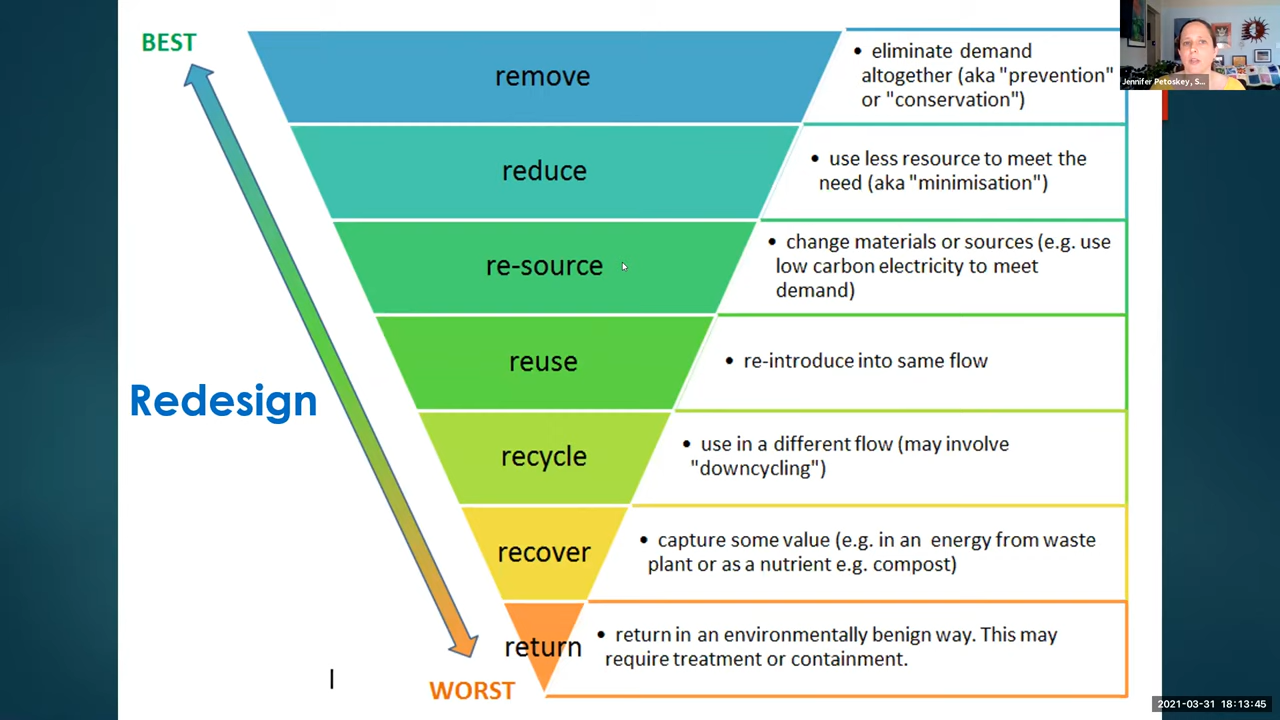 BEST
remove
• eliminate demand
altogether (aka "prevention"
or "conservation")
Jennifer Petoskey, S...
reduce
• use less resource to meet the
need (aka "minimisation")
re-source
• change materials or sources (e.g. use
low carbon electricity to meet
demand)
reuse
• re-introduce into same flow
Redesign
recycle
• use in a different flow (may involve
"downcycling")
recover
• capture some value (e.g. in an energy from waste
plant or as a nutrient e.g. compost)
return
• return in an environmentally benign way. This may
require treatment or containment.
WORST
2021-03-31 18:13:45